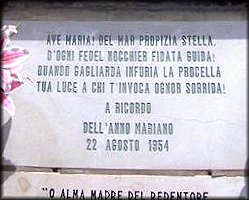 AVE MARIA! DEL MAR PROPIZIA STELLA,
D'OGNI FEDEL NOCCHIER FIDATA GUIDA!
QUANDO GAGLIARDA INFURIA LA PROCELLA
TUA LUCE A CHI T'INVOCA OGNOR SORRIDA!
A RICORDO
DELL'ANNO MARIANO
22 AGOSTO 1954
"O ALMA MADRE DEL REDENTORE